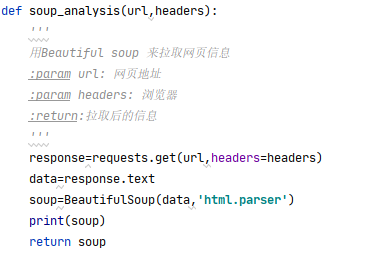 def soup_analysis(url,headers):
    '''
    用Beautiful soup 来拉取网页信息
    :param url: 网页地址
    :param headers: 浏览器
    :return:拉取后的信息
    '''
    response=requests.get(url,headers=headers)
    data=response.text
    soup=BeautifulSoup(data,'html.parser')
    print(soup)
    return soup